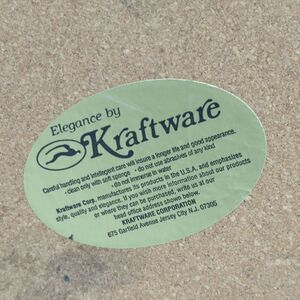 Elegance by
Kraftware
Careful handling and intellegent care will insure a longer life and good appearance.
- clean only with soft sponge - do not use abrasives of any kind
- do not immerse in water
Kraftware Corp. manufactures its products in the U.S.A. and emphasizes
style, quality and elegance. If you wish more information about our products
or where they can be purchased, write us at our
head office address shown below.
KRAFTWARE CORPORATION
675 Garfield Avenue Jersey City N.J. 07305